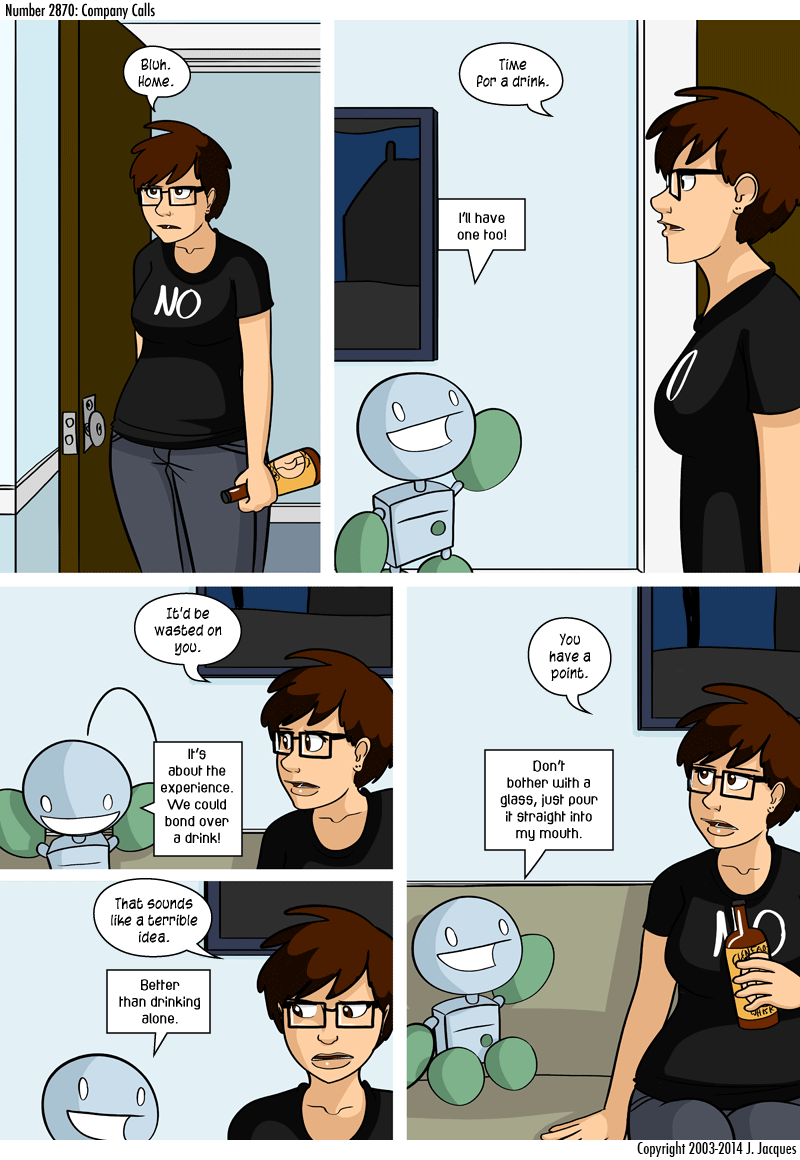 Number 2870: Company Calls
Bluh.
Home.
NO
Time
for a drink.
I'll have
one too!
O
It'd be
wasted on
you.
It's
about the
experience.
We could
bond over
a drink!
That sounds
like a terrible
idea.
Better
than drinking
alone.
You
have a
point.
Don't
bother with a
glass, just pour
it straight into
my mouth.
NO
Copyright 2003-2014 J. Jacques